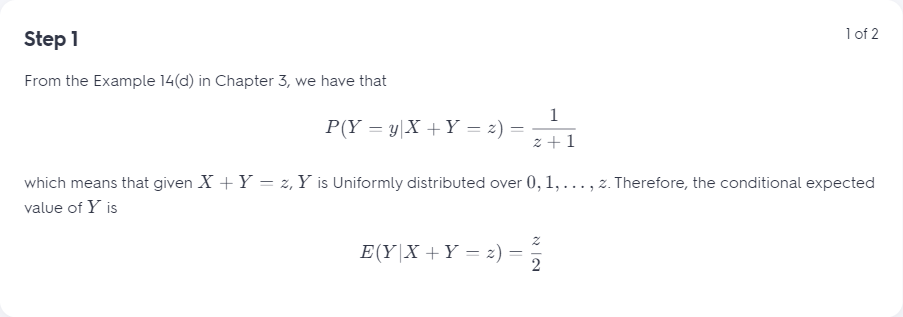 Step 1
1 of 2
From the Example 14(d) in Chapter 3, we have that
P(Y = y|X + Y = z) = \frac{1}{z + 1}
which means that given X + Y = z, Y is Uniformly distributed over 0, 1, . . . , z. Therefore, the conditional expected
value of Y is
E(Y|X + Y = z) = \frac{z}{2}